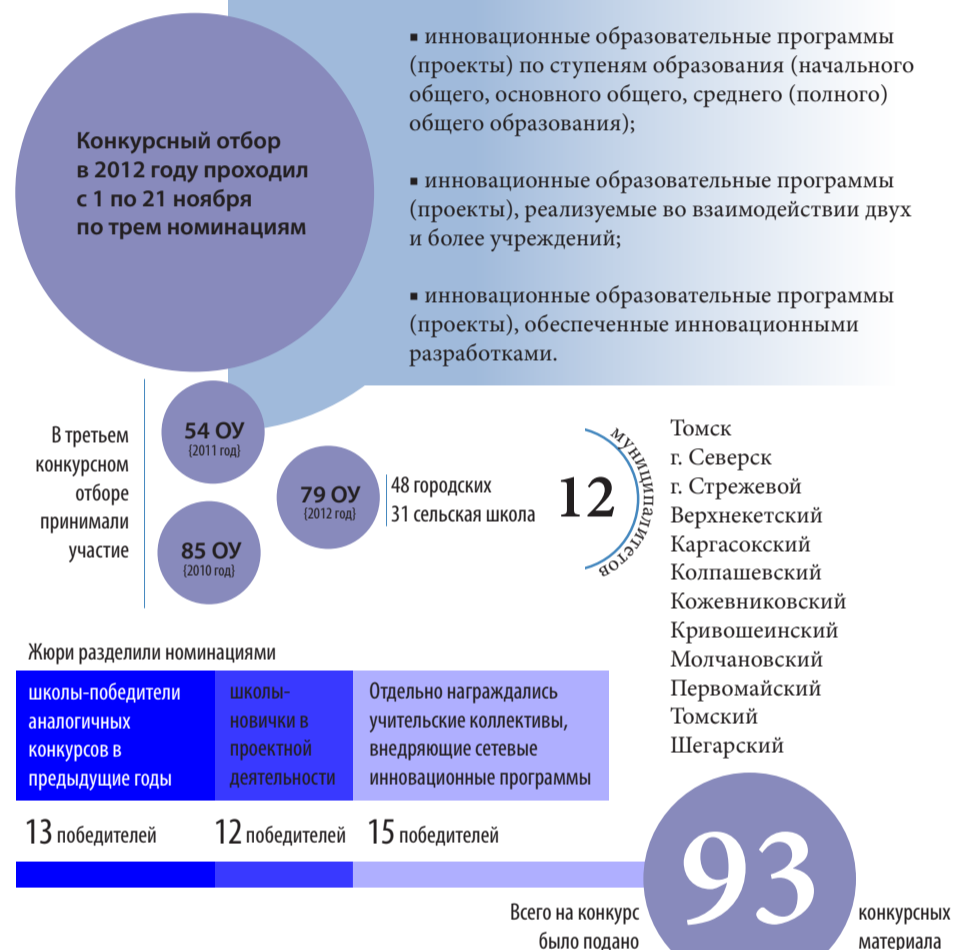 Конкурсный отбор
в 2012 году проходил
с 1 по 21 ноября
по трем номинациям
▪ инновационные образовательные программы
(проекты) по ступеням образования (начального
общего, основного общего, среднего (полного)
общего образования);
▪ инновационные образовательные программы
(проекты), реализуемые во взаимодействии двух
и более учреждений;
▪ инновационные образовательные программы
(проекты), обеспеченные инновационными
разработками.
В третьем
конкурсном
отборе
принимали
участие
54 ОУ
{2011 год}
85 ОУ
{2010 год}
79 ОУ
{2012 год}
48 городских
31 сельская школа
12
муниципалитетов
Томск
г. Северск
г. Стрежевой
Верхнекетский
Каргасокский
Колпашевский
Кожевниковский
Кривошеинский
Молчановский
Первомайский
Томский
Шегарский
Жюри разделили номинациями
школы-победители
аналогичных
конкурсов в
предыдущие годы
школы-
новички в
проектной
деятельности
Отдельно награждались
учительские коллективы,
внедряющие сетевые
инновационные программы
13 победителей
12 победителей
15 победителей
Всего на конкурс
было подано
93
конкурсных
материала